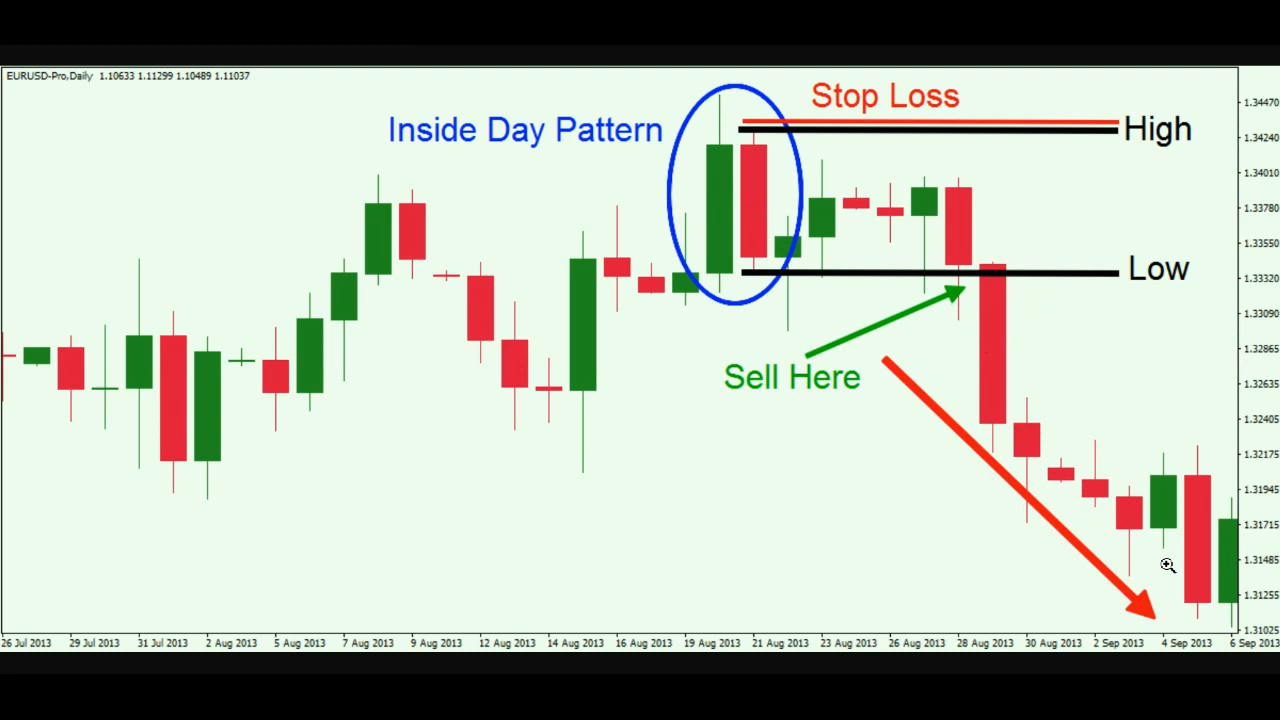 EURUSD-Pro,Daily 1.10633 1.11299 1.10489 1.11037
Stop Loss
Inside Day Pattern
High
Low
Sell Here
1.34470
1.34240
1.34010
1.33780
1.33550
1.33320
1.33090
1.32865
1.32635
1.32405
1.32175
1.31945
1.31715
1.31485
1.31255
1.31025
26 Jul 2013 29 Jul 2013 31 Jul 2013 2 Aug 2013 5 Aug 2013 7 Aug 2013 9 Aug 2013 12 Aug 2013 14 Aug 2013 16 Aug 2013 19 Aug 2013 21 Aug 2013 23 Aug 2013 26 Aug 2013 28 Aug 2013 30 Aug 2013 2 Sep 2013 4 Sep 2013 6 Sep 2013